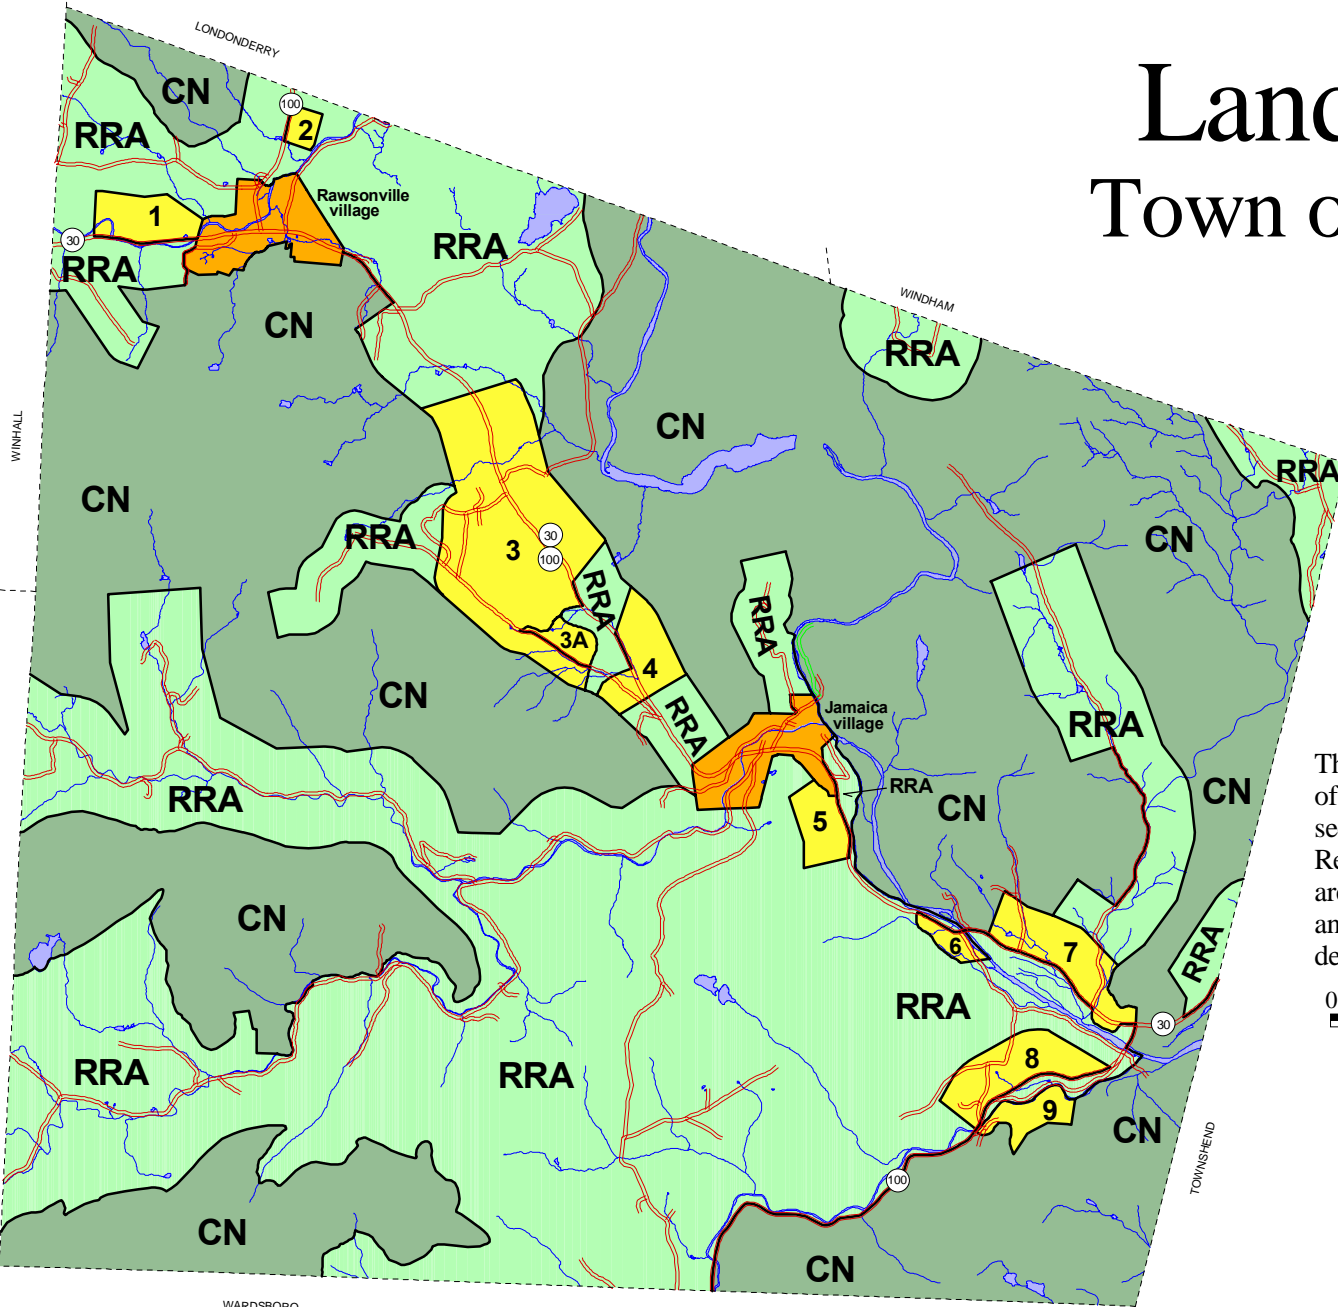 Land
Town o
LONDONDERRY
CN
100
2
RRA
Rawsonville
village
1
30
RRA
RRA
CN
WINDHAM
RRA
WINHALL
CN
CN
RRA
CN
RRA
3
30
100
RRA
RRA
3A
4
CN
RRA
Jamaica
village
RRA
RRA
RRA
CN
CN
5
Th
of
se
Re
are
an
de
0
CN
6
7
RRA
RRA
30
RRA
RRA
8
9
CN
TOWNSHEND
100
CN
CN
WARDSBORO